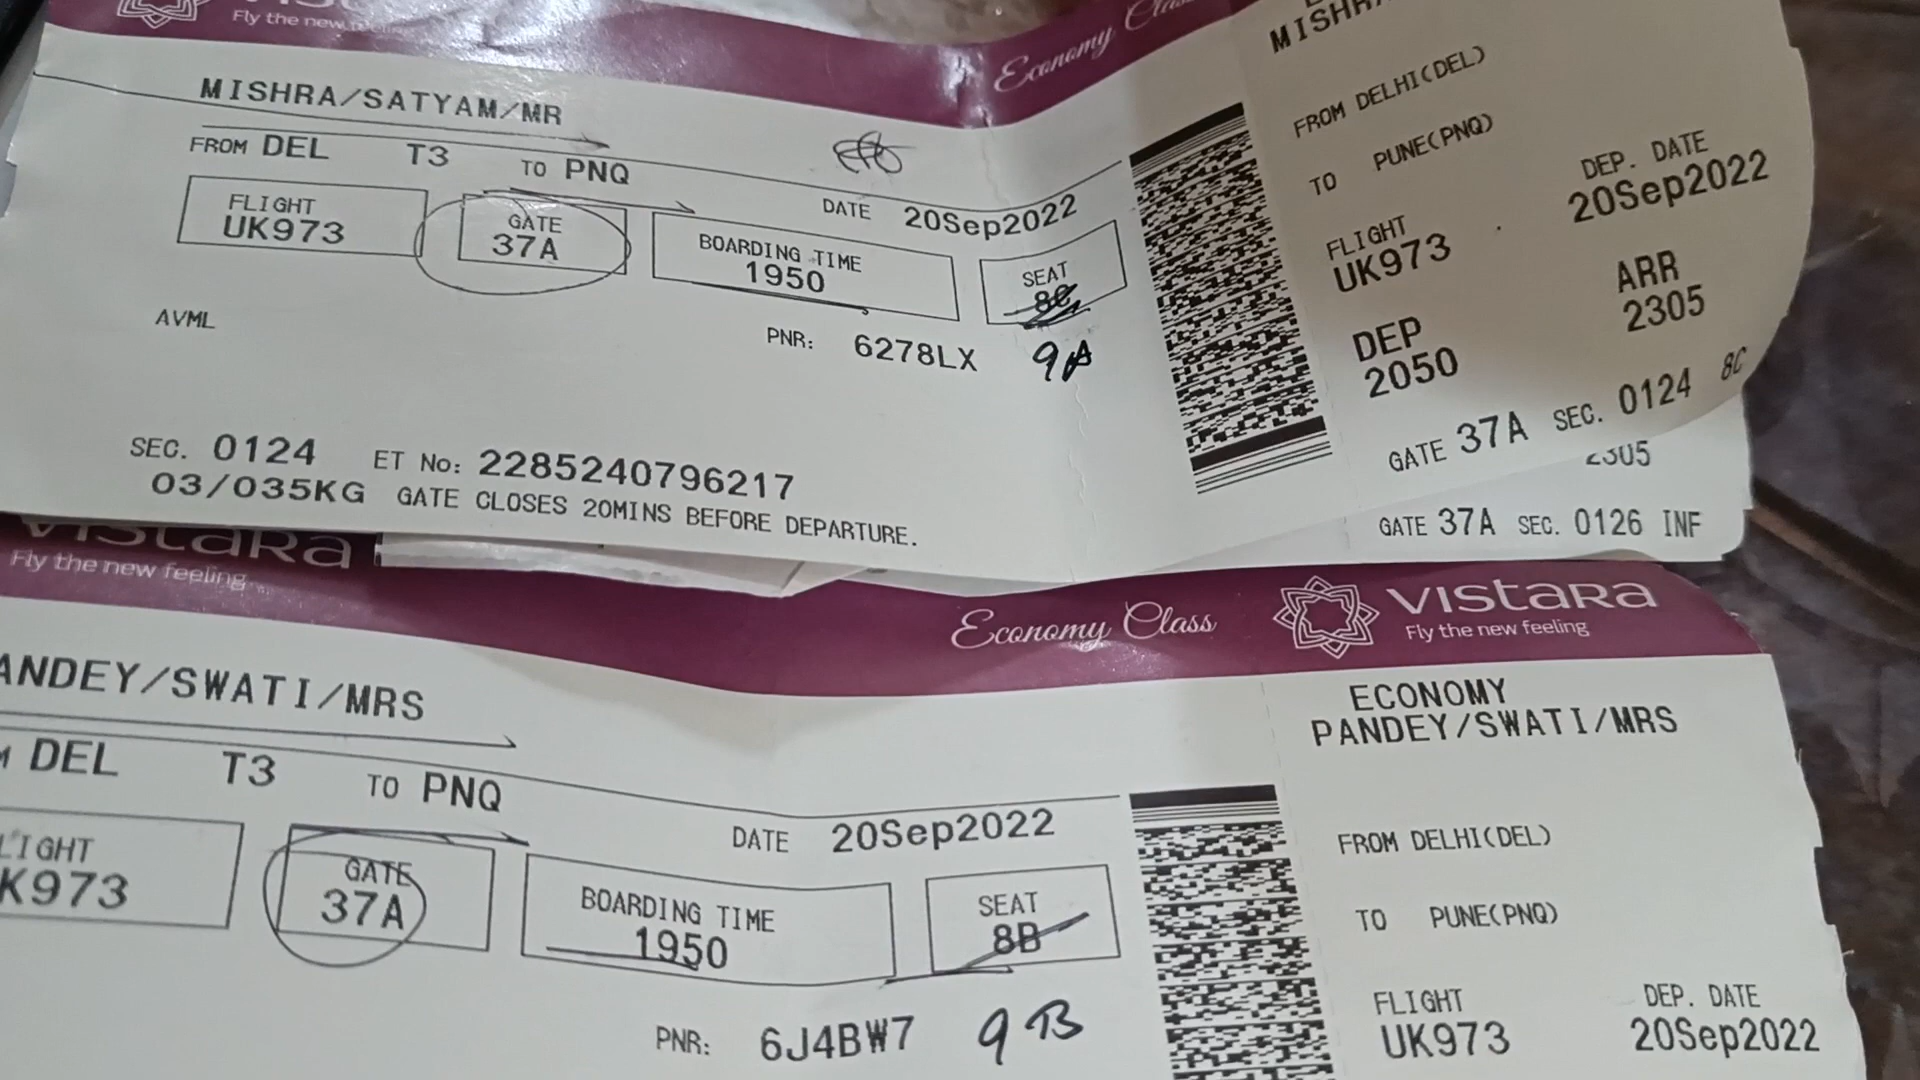 Fly the new feeling
Economy Class
MISHRA/SATYAM/MR
FROM DEL T3 TO PNQ
DATE 20Sep2022
FLIGHT
UK973
GATE
37A
BOARDING TIME
1950
SEAT
8C
9A
AVML
PNR: 6278LX
SEC. 0124 ET No: 2285240796217
03/035KG GATE CLOSES 20MINS BEFORE DEPARTURE.
FROM DELHI(DEL)
TO PUNE(PNQ)
FLIGHT
UK973
DEP. DATE
20Sep2022
DEP
2050
ARR
2305
GATE 37A SEC. 0124 8C
2305
GATE 37A SEC. 0126 INF
VISTARA
Fly the new feeling
Economy Class
VISTARA
Fly the new feeling
ANDEY/SWATI/MRS
DEL T3 TO PNQ
DATE 20Sep2022
LIGHT
K973
GATE
37A
BOARDING TIME
1950
SEAT
8B
PNR: 6J4BW7 9B
ECONOMY
PANDEY/SWATI/MRS
FROM DELHI(DEL)
TO PUNE(PNQ)
FLIGHT
UK973
DEP. DATE
20Sep2022